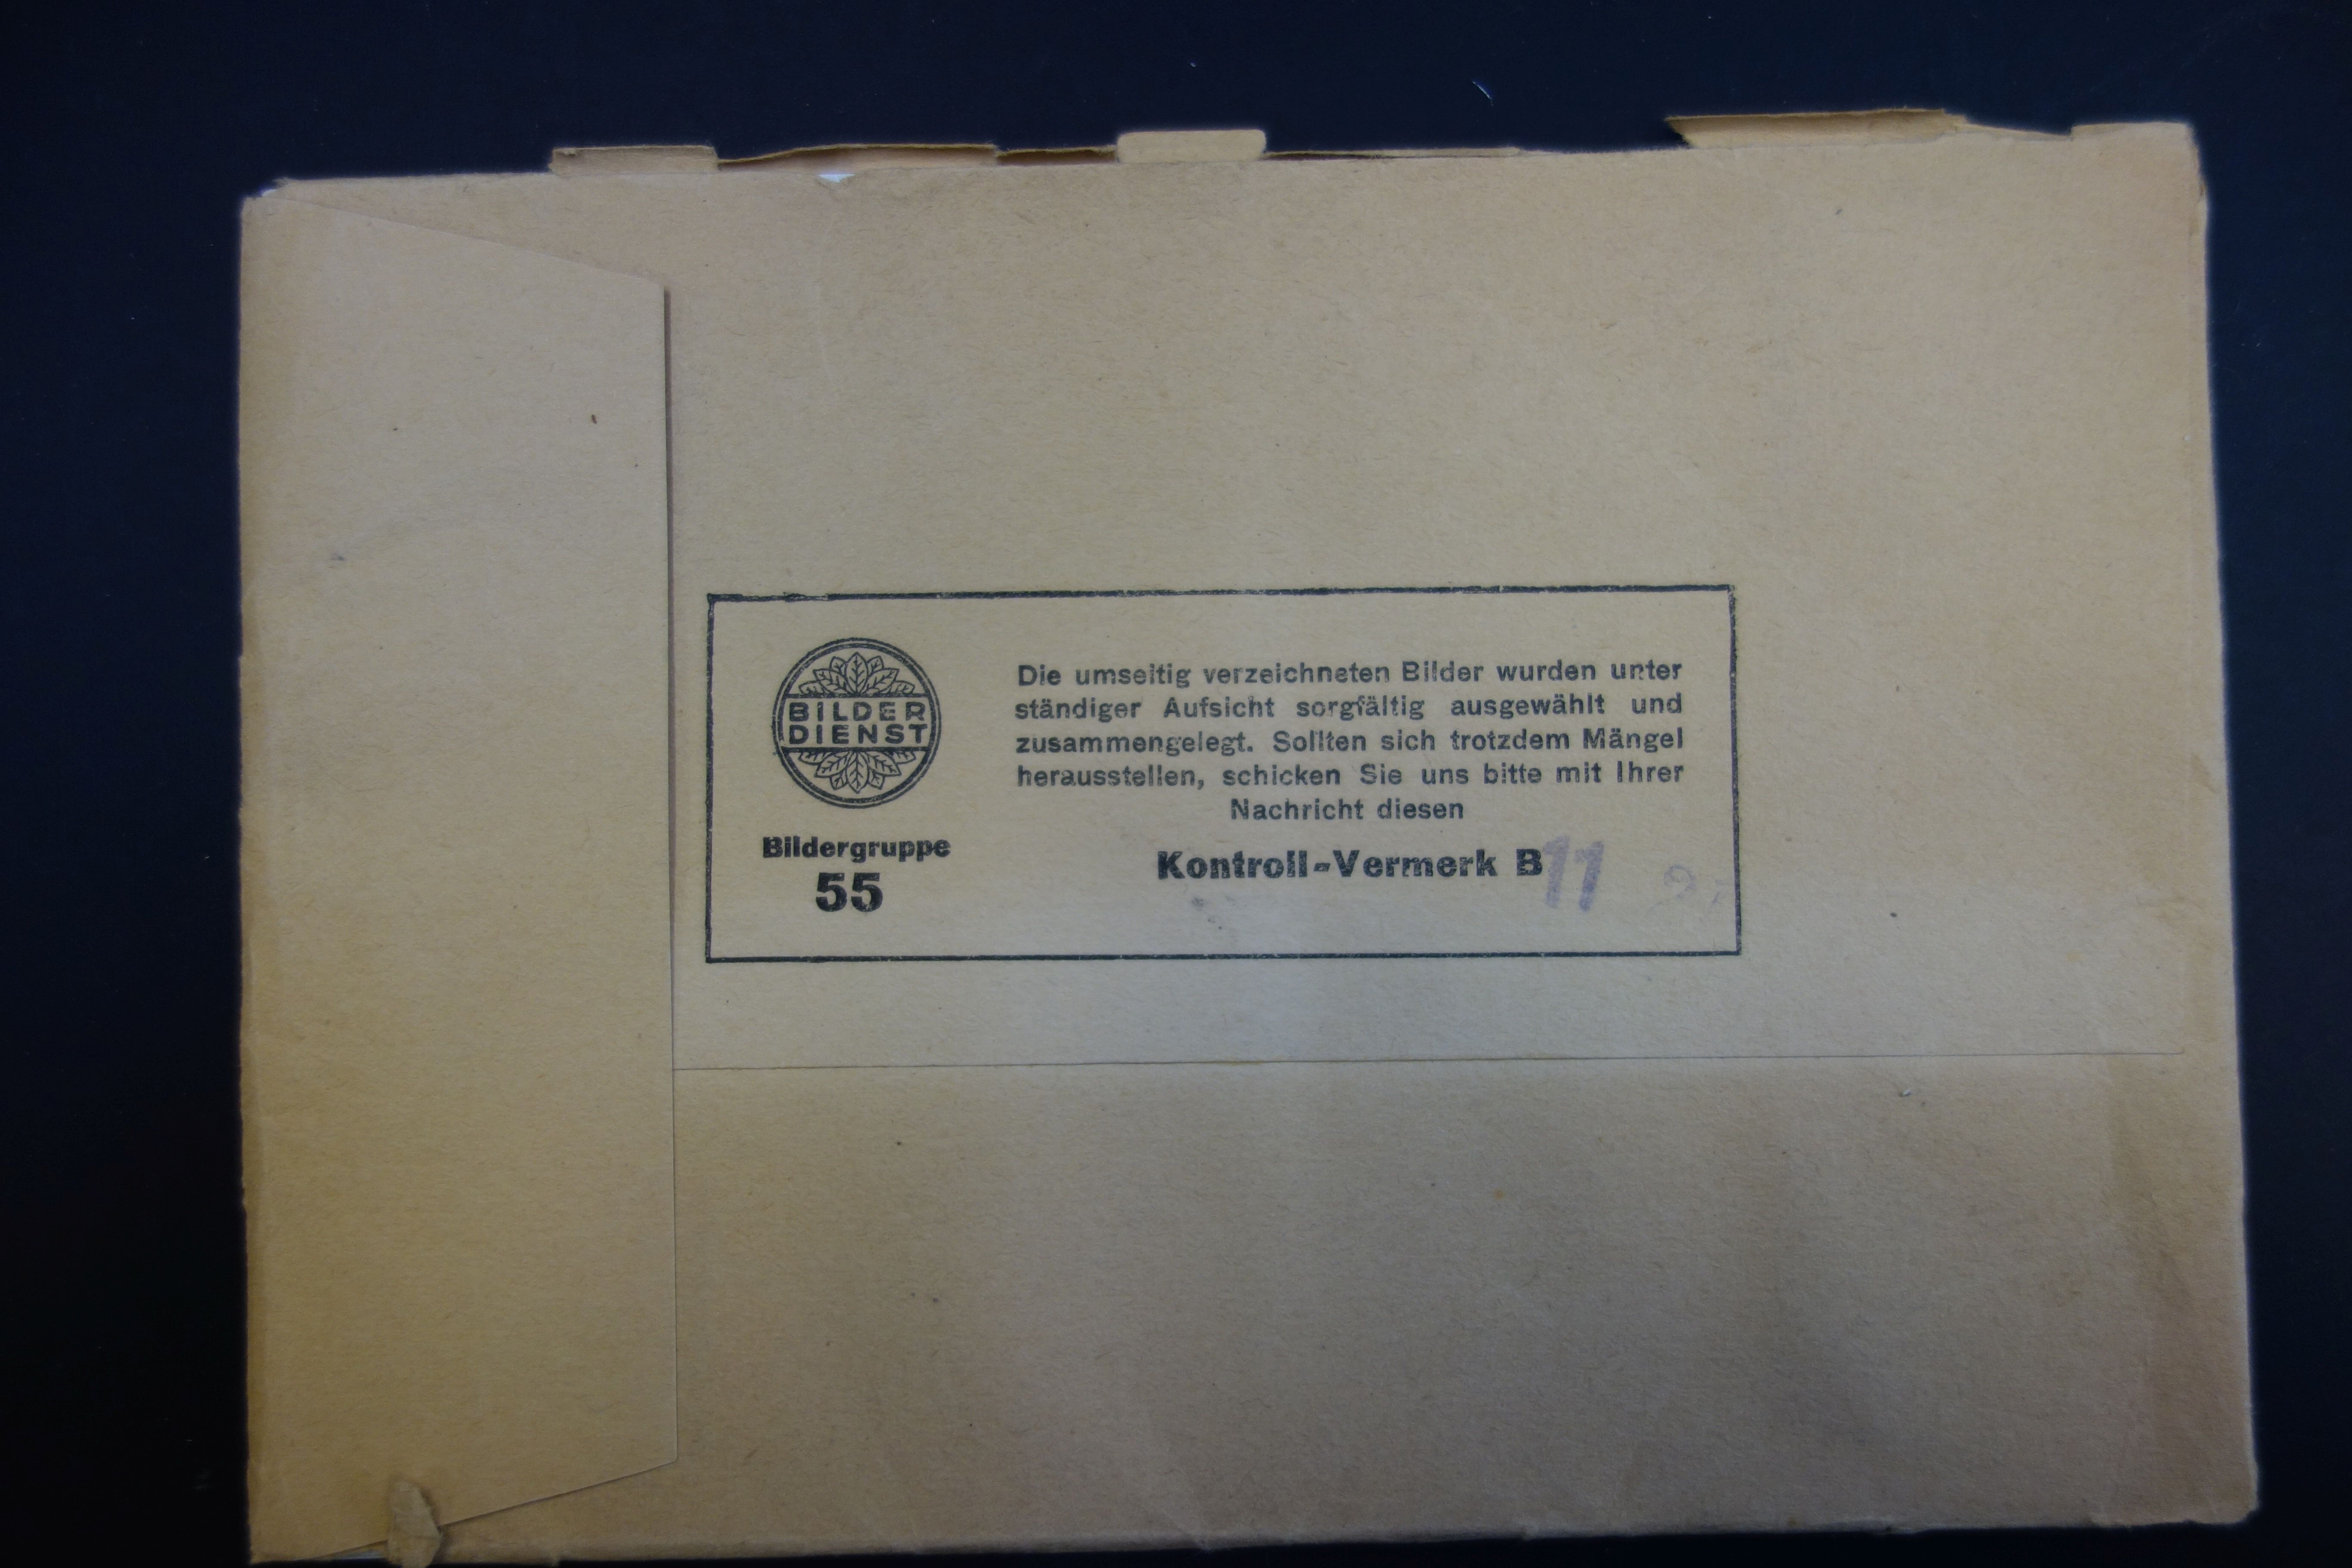 BILDER
DIENST
Bildergruppe
55
Die umseitig verzeichneten Bilder wurden unter
ständiger Aufsicht sorgfältig ausgewählt und
zusammengelegt. Sollten sich trotzdem Mängel
herausstellen, schicken Sie uns bitte mit Ihrer
Nachricht diesen
Kontroll-Vermerk B 11